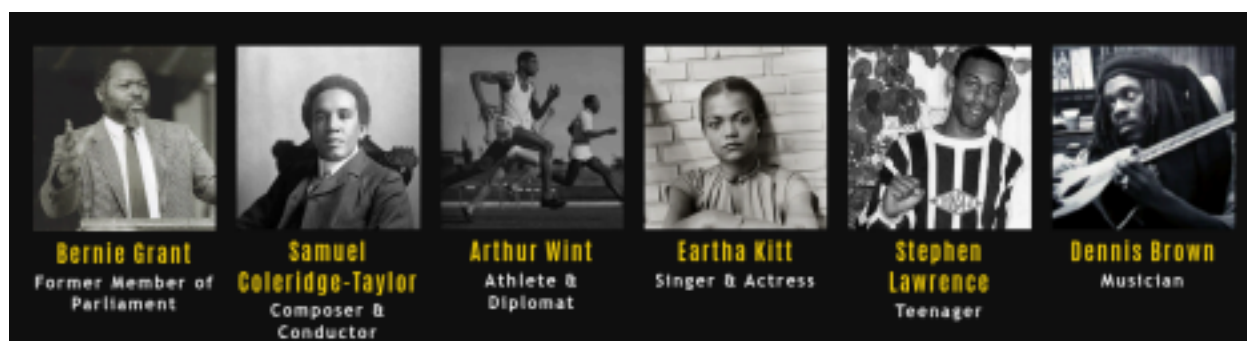 Bernie Grant
Former Member of
Parliament
Samuel
Coleridge-Taylor
Composer &
Conductor
Arthur Wint
Athlete &
Diplomat
Eartha Kitt
Singer & Actress
Stephen
Lawrence
Teenager
Dennis Brown
Musician